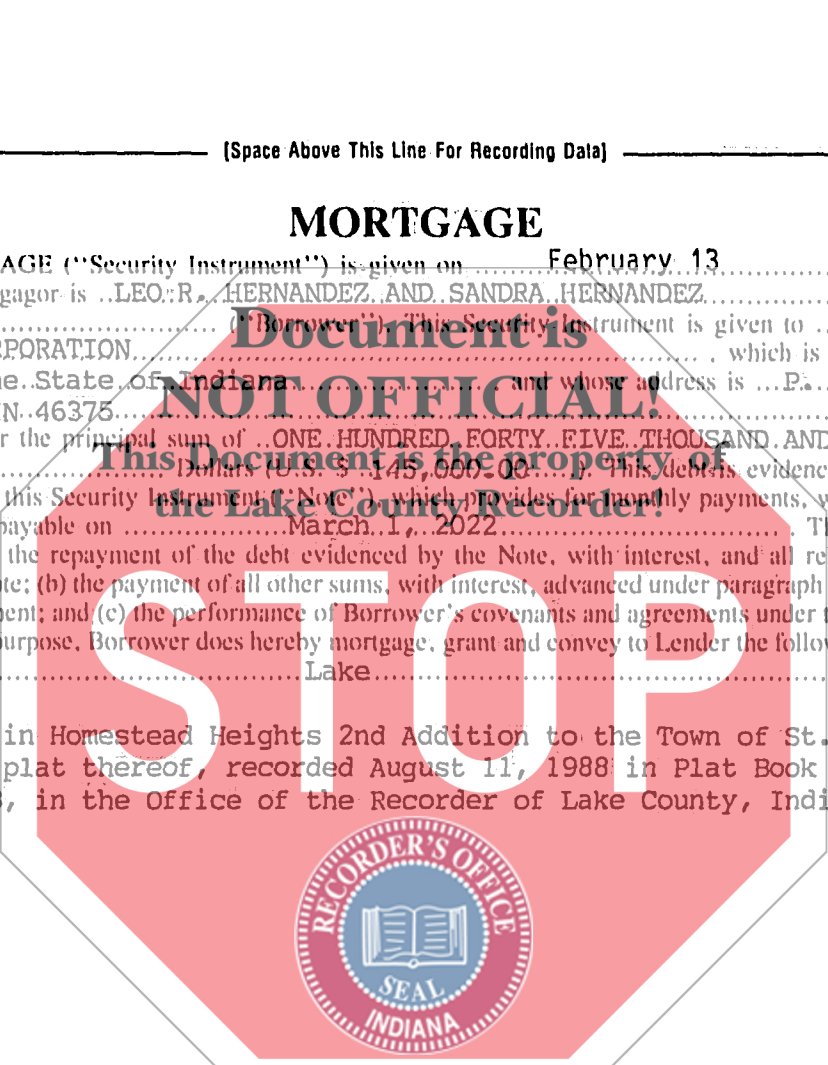 [Space Above This Line For Recording Data]
MORTGAGE
AGE ("Security Instrument") is given on ........ February 13 ........
gagor is ..LEO R., HERNANDEZ AND SANDRA HERNANDEZ........
........ ("Borrower"). This Security Instrument is given to ..
RPORATION........ , which is
he State of Indiana........ and whose address is ...P.
IN 46375........
r the principal sum of ..ONE HUNDRED FORTY FIVE THOUSAND AND
........ Dollars (U.S. $ 145,000.00 ....). This debt is evidenc
this Security Instrument ("Note"), which provides for monthly payments, w
payable on ........ March 1, 2022 ........ . Th
the repayment of the debt evidenced by the Note, with interest, and all re
te; (b) the payment of all other sums, with interest, advanced under paragraph
ent; and (c) the performance of Borrower's covenants and agreements under t
purpose, Borrower does hereby mortgage, grant and convey to Lender the follow
........ Lake ........
in Homestead Heights 2nd Addition to the Town of St.
plat thereof, recorded August 11, 1988 in Plat Book
, in the Office of the Recorder of Lake County, Indi
Document is
NOT OFFICIAL!
This Document is the property of
the Lake County Recorder!
STOP
RECORDER'S OFFICE
SEAL
INDIANA